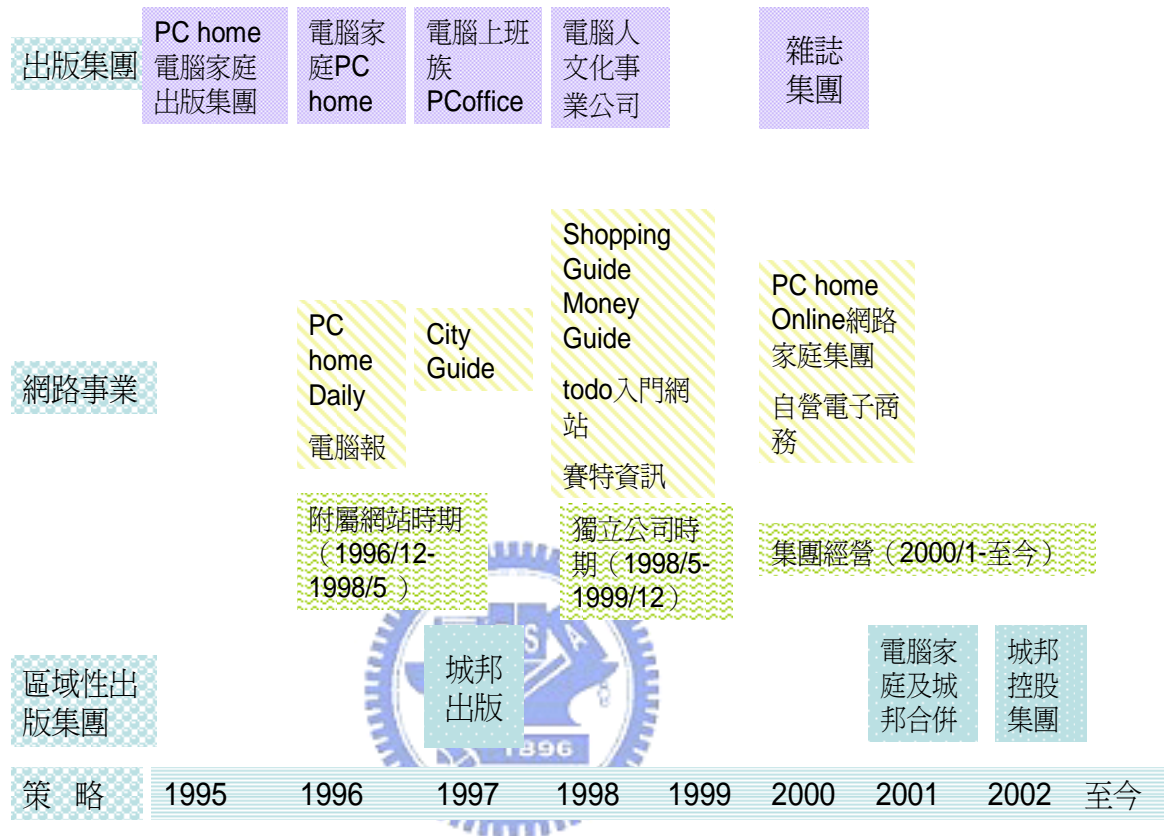 出版集團
PC home
電腦家庭
出版集團
電腦家
庭PC
home
電腦上班
族
PCoffice
電腦人
文化事
業公司
雜誌
集團
網路事業
PC
home
Daily
電腦報
City
Guide
Shopping
Guide
Money
Guide
todo入門網
站
賽特資訊
PC home
Online網路
家庭集團
自營電子商
務
附屬網站時期
（1996/12-
1998/5 ）
獨立公司時
期（1998/5-
1999/12）
集團經營（2000/1-至今）
區域性出
版集團
城邦
出版
電腦家
庭及城
邦合併
城邦
控股
集團
S A
1896
策 略
1995
1996
1997
1998
1999
2000
2001
2002
至今